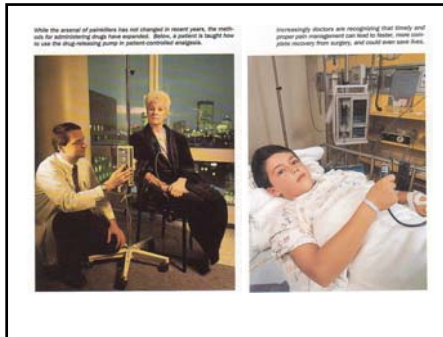 While the arsenal of painkillers has not changed in recent years, the meth-
ods for administering drugs have expanded. Below, a patient is taught how
to use the drug-releasing pump in patient-controlled analgesia.
Increasingly doctors are recognizing that timely and
proper pain management can lead to faster, more com-
plete recovery from surgery, and could even save lives.